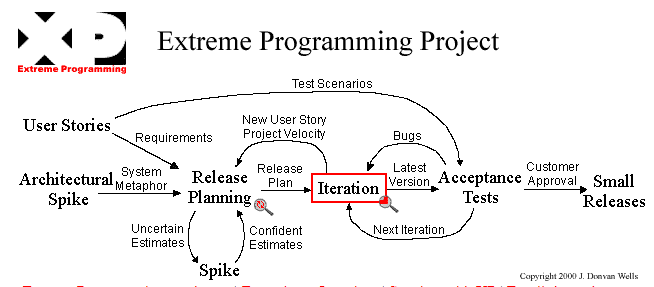 XP
Extreme Programming
Extreme Programming Project
Test Scenarios
User Stories
New User Story
Project Velocity
Bugs
Requirements
Architectural
Spike
System
Metaphor
Release
Planning
Release
Plan
Iteration
Latest
Version
Acceptance
Tests
Customer
Approval
Small
Releases
Uncertain
Estimates
Confident
Estimates
Next Iteration
Spike
Copyright 2000 J. Donvan Wells